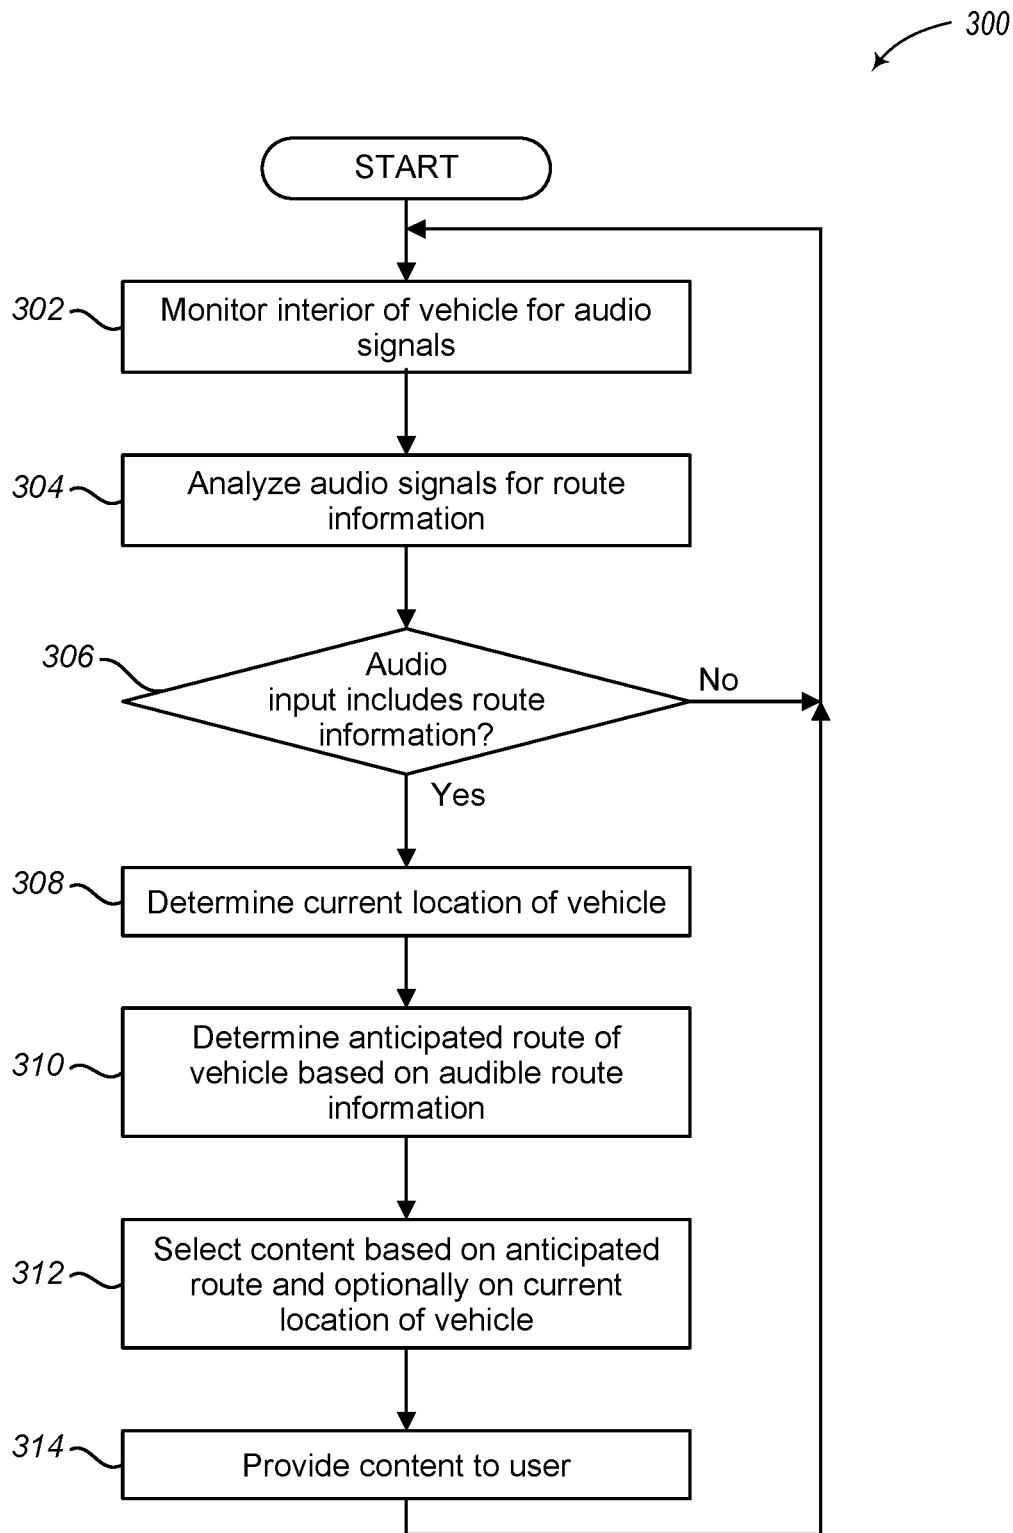 300
START
302
Monitor interior of vehicle for audio
signals
304
Analyze audio signals for route
information
306
Audio
input includes route
information?
No
Yes
308
Determine current location of vehicle
310
Determine anticipated route of
vehicle based on audible route
information
312
Select content based on anticipated
route and optionally on current
location of vehicle
314
Provide content to user